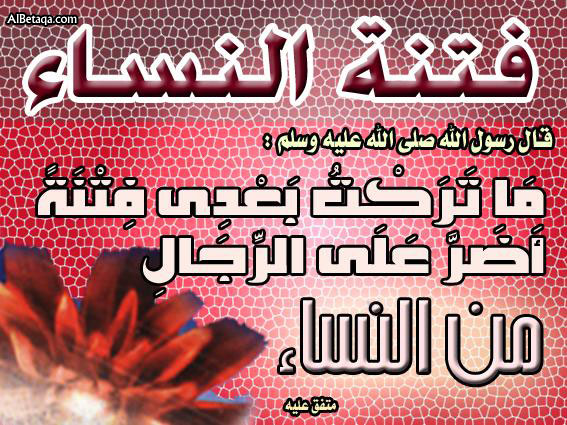 AlBetaqa.com
فتنة النساء
قال رسول الله صلى الله عليه وسلم :
مَا تَرَكْتُ بَعْدِى فِتْنَةً
أَضَرَّ عَلَى الرِّجَالِ
من النساء
متفق عليه